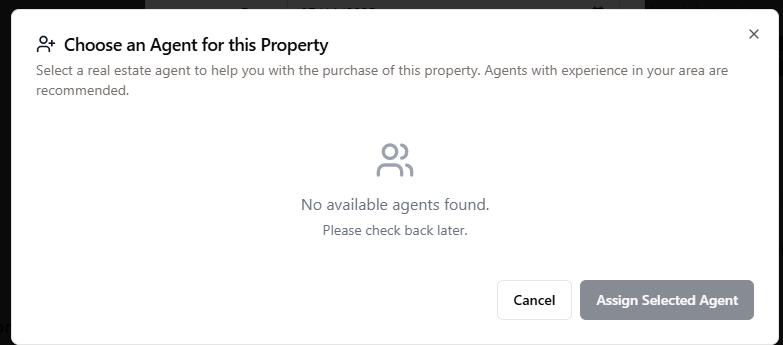 Choose an Agent for this Property
Select a real estate agent to help you with the purchase of this property. Agents with experience in your area are
recommended.
No available agents found.
Please check back later.
Cancel
Assign Selected Agent